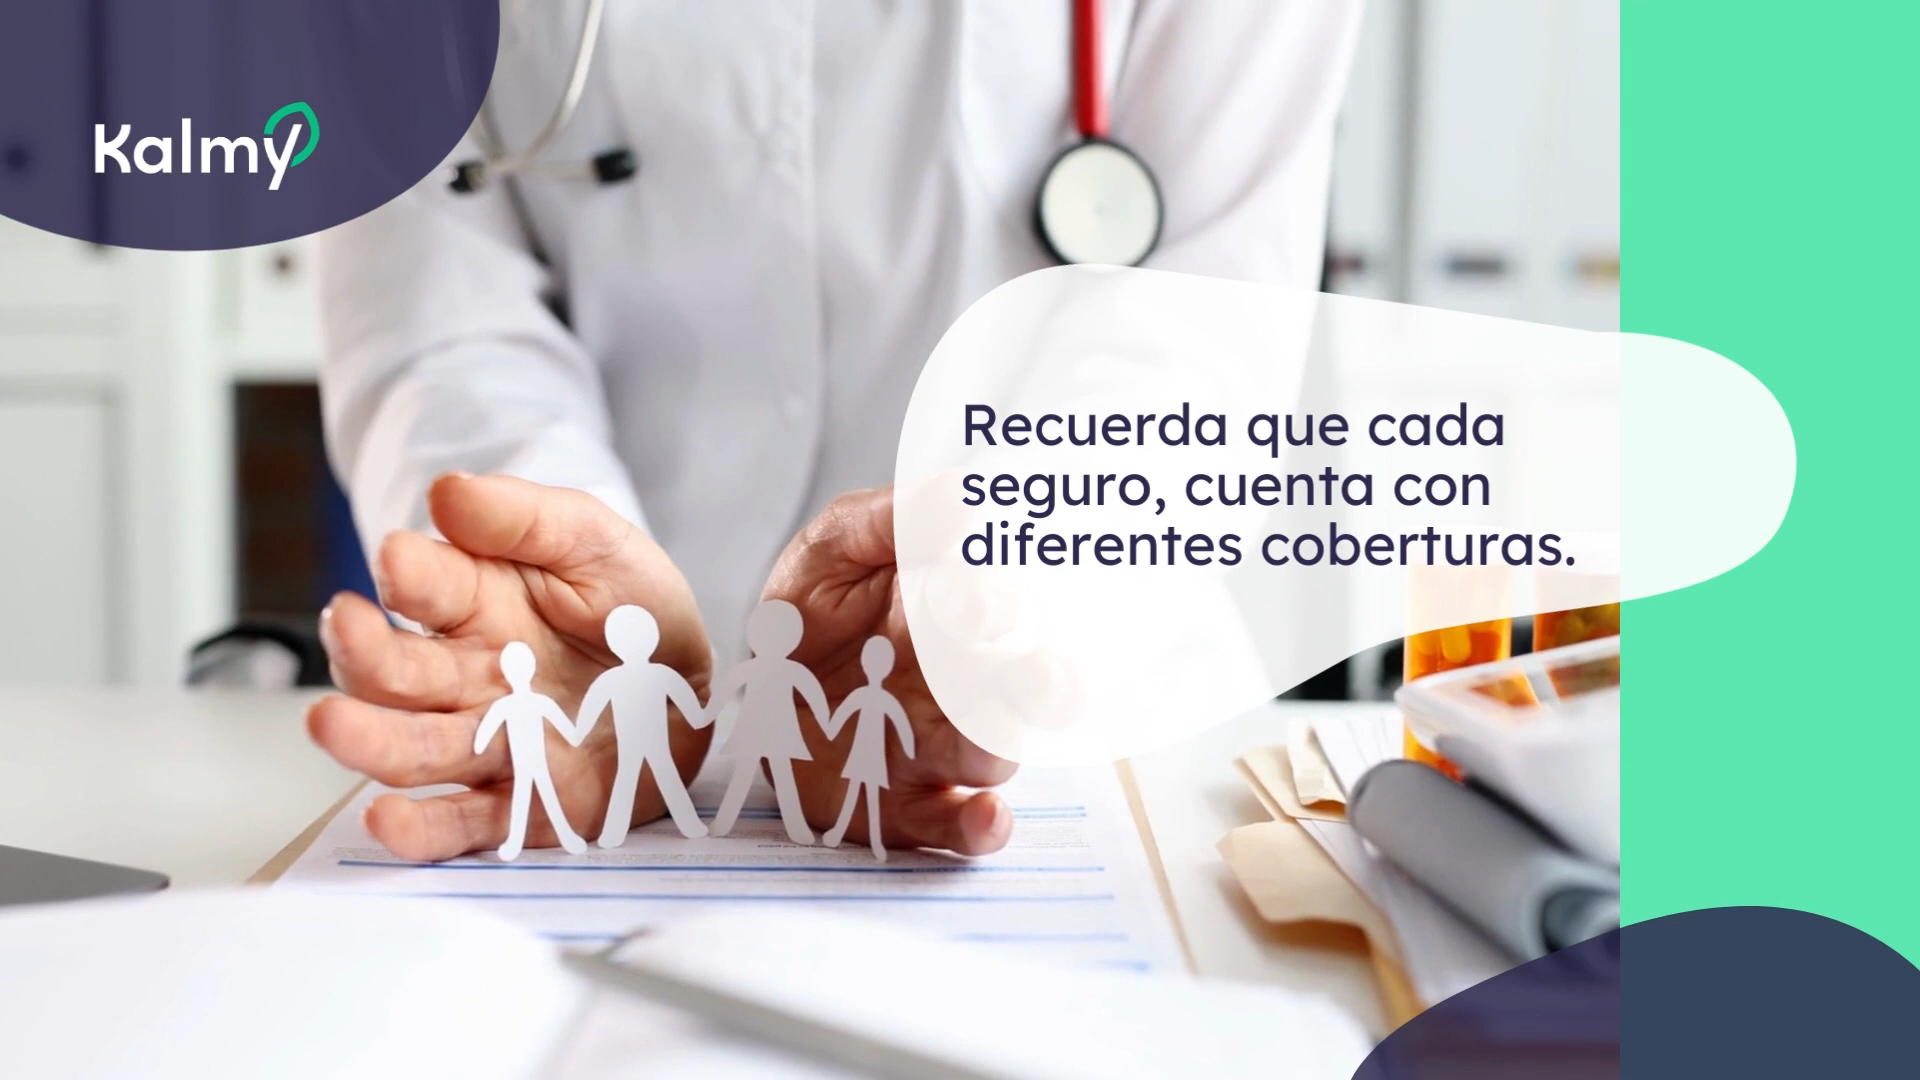 Kalmy
Recuerda que cada
seguro, cuenta con
diferentes coberturas.